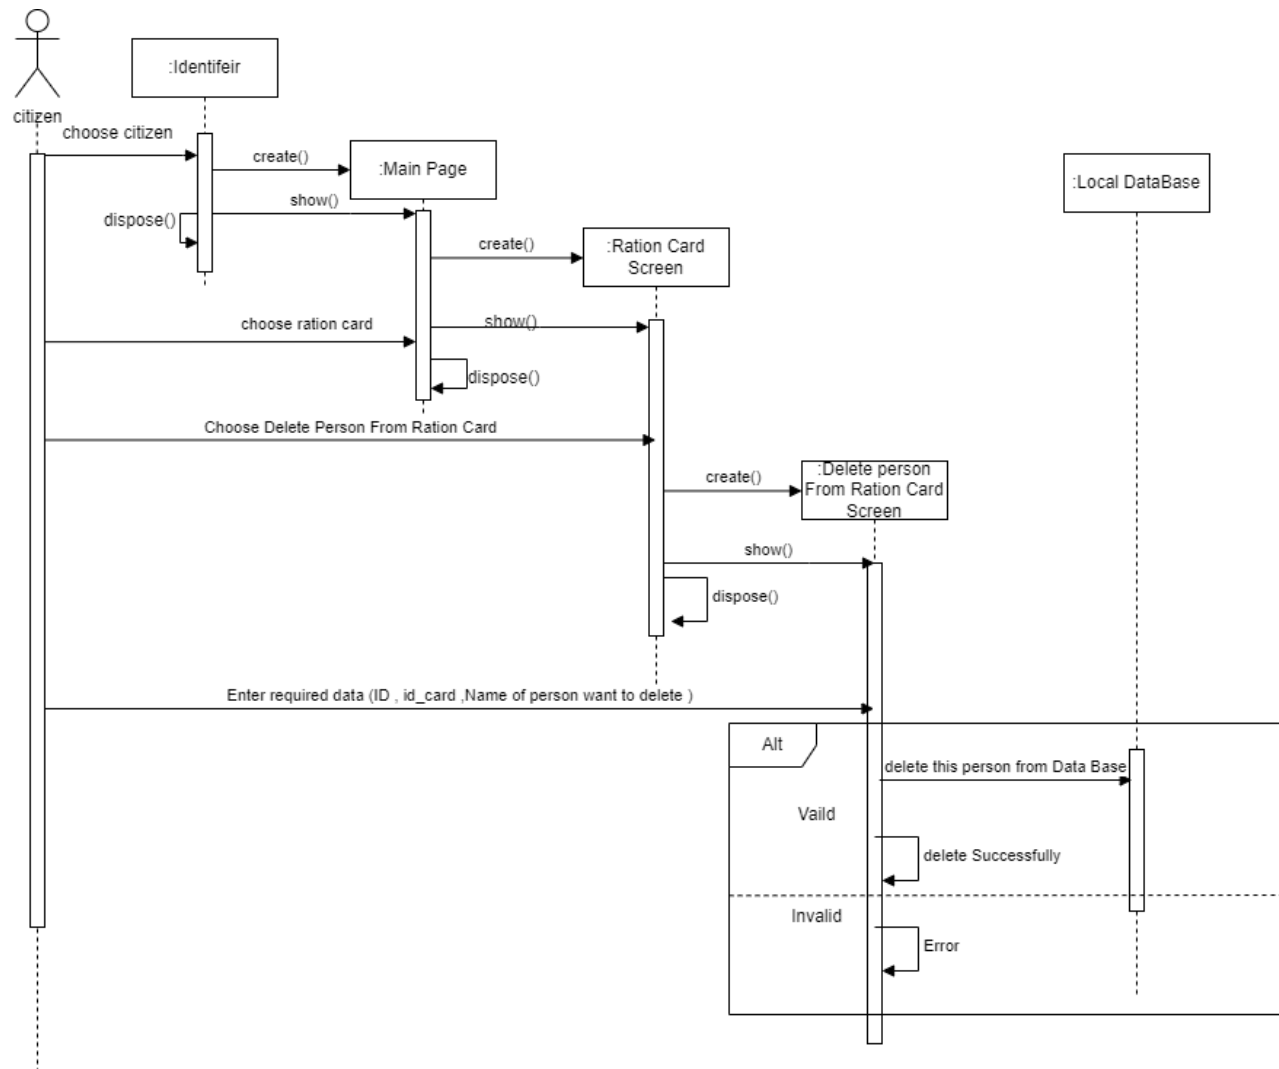 :Identifeir
citizen
choose citizen
create()
:Main Page
:Local DataBase
show()
dispose()
create()
:Ration Card
Screen
choose ration card
show()
dispose()
Choose Delete Person From Ration Card
create()
:Delete person
From Ration Card
Screen
show()
dispose()
Enter required data (ID , id_card ,Name of person want to delete )
Alt
delete this person from Data Base
Vaild
delete Successfully
Invalid
Error